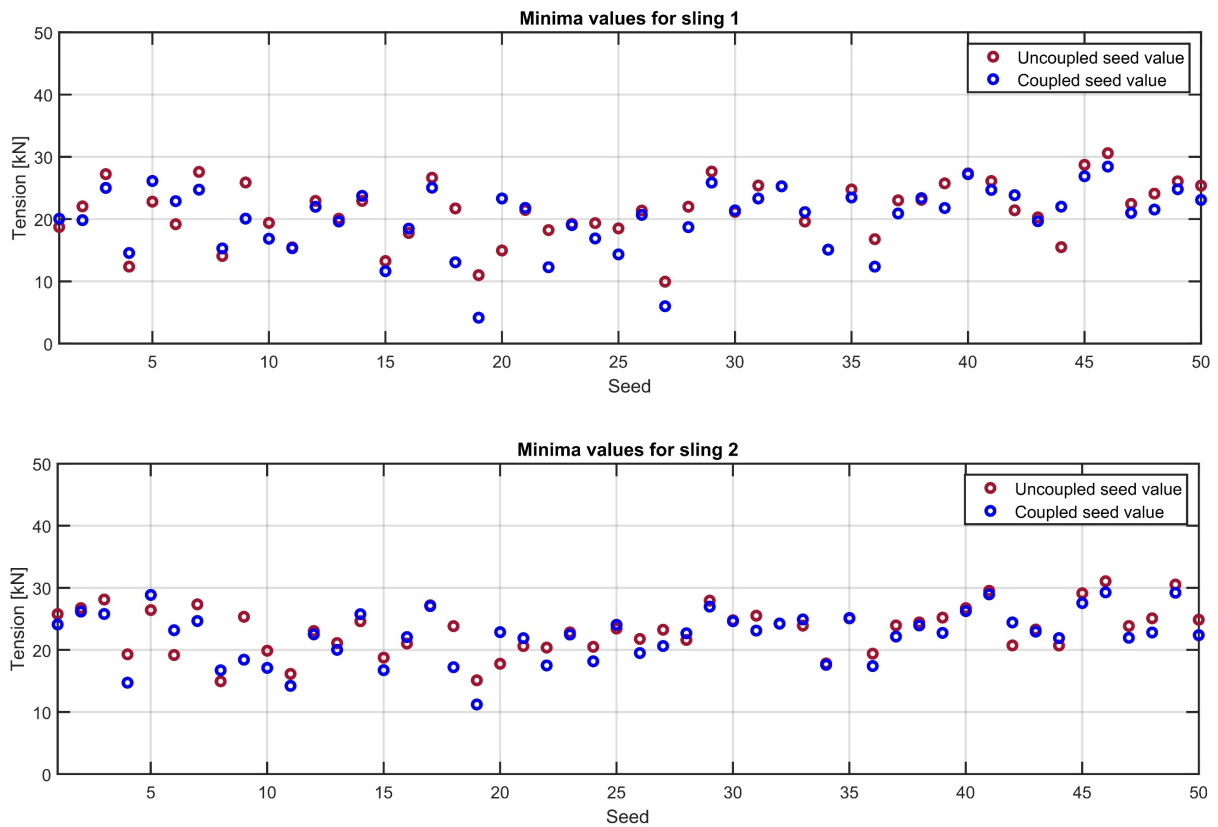 Minima values for sling 1
50
40
30
20
10
0
Tension [kN]
Uncoupled seed value
Coupled seed value
5 10 15 20 25 30 35 40 45 50
Seed
Minima values for sling 2
50
40
30
20
10
0
Tension [kN]
Uncoupled seed value
Coupled seed value
5 10 15 20 25 30 35 40 45 50
Seed